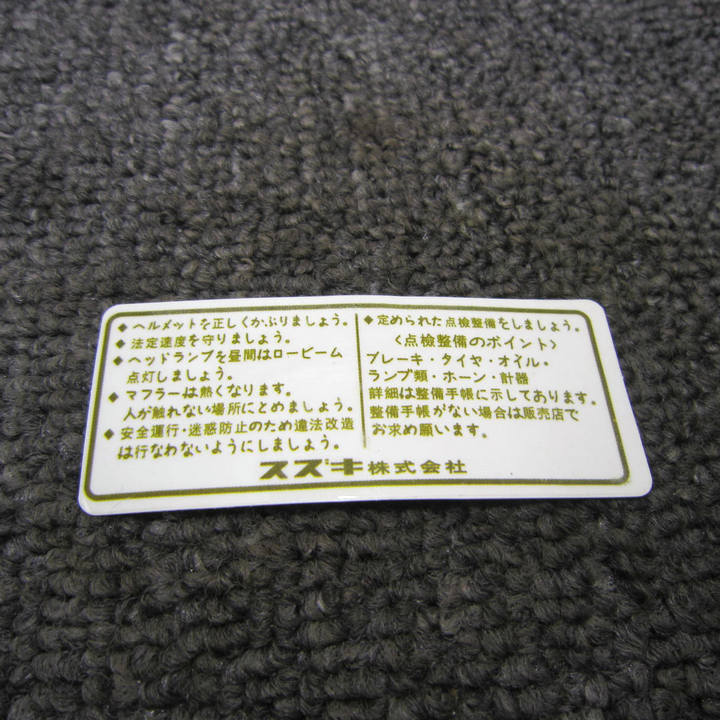 ◆ ヘルメットを正しくかぶりましょう。
◆ 法定速度を守りましょう。
◆ ヘッドランプを昼間はロービーム
点灯しましょう。
◆ マフラーは熱くなります。
人が触れない場所にとめましょう。
◆ 安全運行・迷惑防止のため違法改造
は行なわないようにしましょう。
◆ 定められた点検整備をしましょう。
〈点検整備のポイント〉
ブレーキ・タイヤ・オイル・
ランプ類・ホーン・計器
詳細は整備手帳に示してあります。
整備手帳がない場合は販売店で
お求め願います。
スズキ株式会社